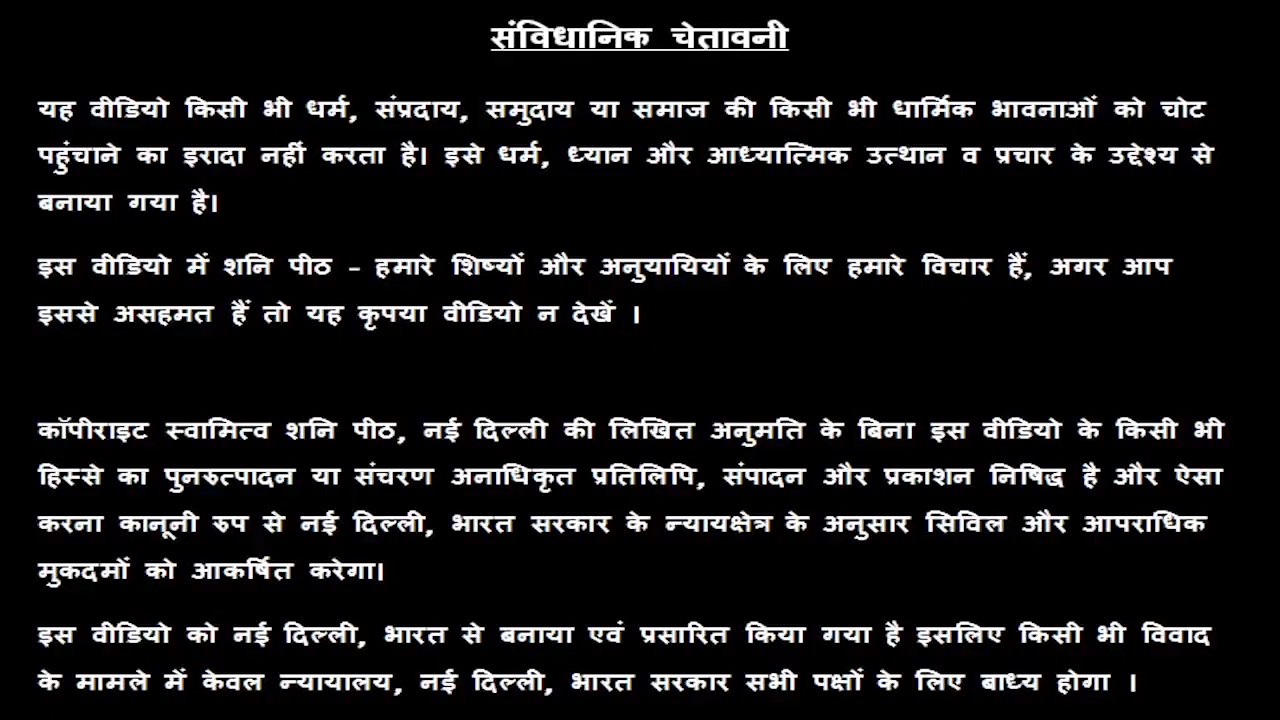 संविधानिक चेतावनी
यह वीडियो किसी भी धर्म, संप्रदाय, समुदाय या समाज की किसी भी धार्मिक भावनाओं को चोट
पहुंचाने का इरादा नहीं करता है। इसे धर्म, ध्यान और आध्यात्मिक उत्थान व प्रचार के उद्देश्य से
बनाया गया है।
इस वीडियो में शनि पीठ – हमारे शिष्यों और अनुयायियों के लिए हमारे विचार हैं, अगर आप
इससे असहमत हैं तो यह कृपया वीडियो न देखें ।
कॉपीराइट स्वामित्व शनि पीठ, नई दिल्ली की लिखित अनुमति के बिना इस वीडियो के किसी भी
हिस्से का पुनरुत्पादन या संचरण अनाधिकृत प्रतिलिपि, संपादन और प्रकाशन निषिद्ध है और ऐसा
करना कानूनी रुप से नई दिल्ली, भारत सरकार के न्यायक्षेत्र के अनुसार सिविल और आपराधिक
मुकदमों को आकर्षित करेगा।
इस वीडियो को नई दिल्ली, भारत से बनाया एवं प्रसारित किया गया है इसलिए किसी भी विवाद
के मामले में केवल न्यायालय, नई दिल्ली, भारत सरकार सभी पक्षों के लिए बाध्य होगा ।